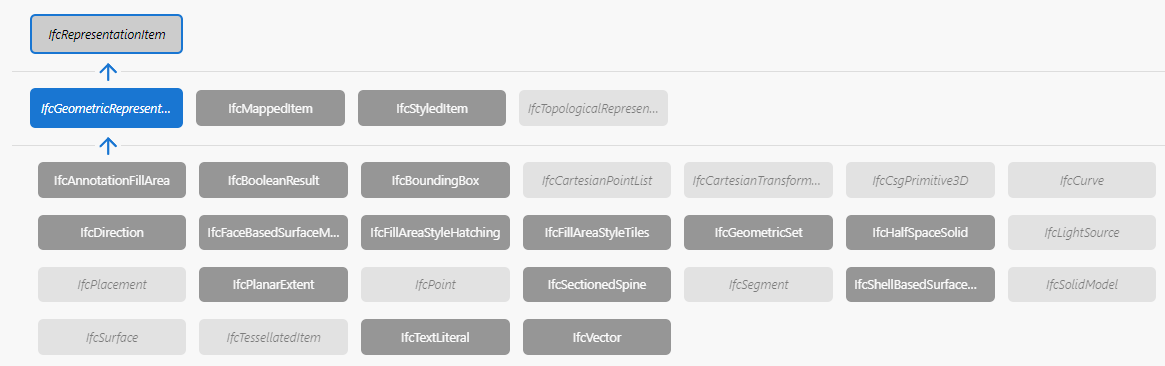 IfcRepresentationItem
IfcGeometricRepresent...
IfcMappedItem
IfcStyledItem
IfcTopologicalRepresen...
IfcAnnotationFillArea
IfcBooleanResult
IfcBoundingBox
IfcCartesianPointList
IfcCartesianTransform...
IfcCsgPrimitive3D
IfcCurve
IfcDirection
IfcFaceBasedSurfaceM...
IfcFillAreaStyleHatching
IfcFillAreaStyleTiles
IfcGeometricSet
IfcHalfSpaceSolid
IfcLightSource
IfcPlacement
IfcPlanarExtent
IfcPoint
IfcSectionedSpine
IfcSegment
IfcShellBasedSurface...
IfcSolidModel
IfcSurface
IfcTessellatedItem
IfcTextLiteral
IfcVector